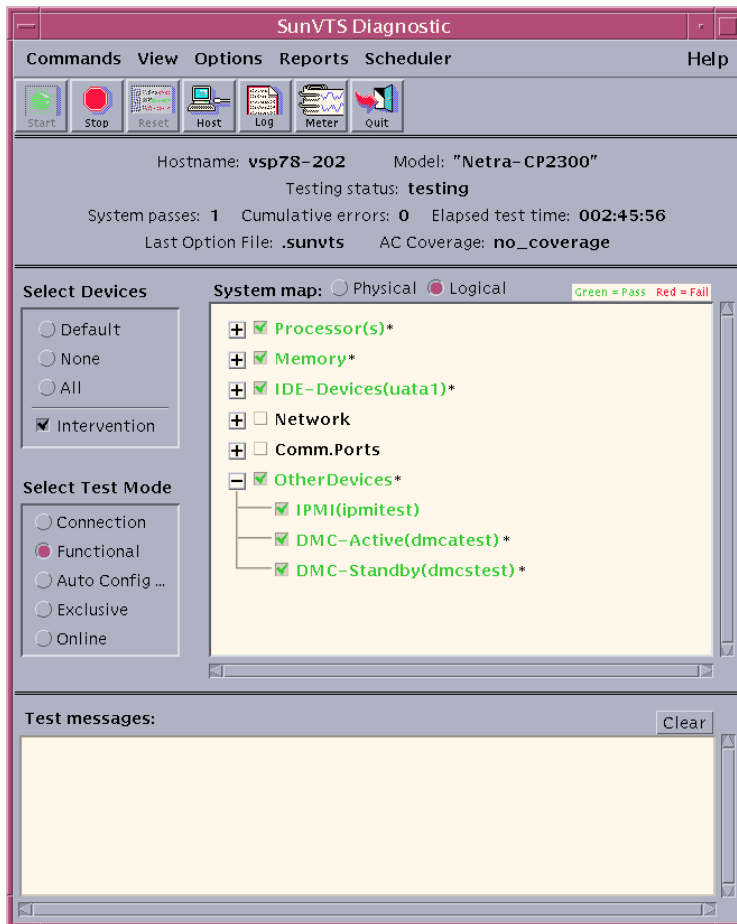 SunVTS Diagnostic
Commands View Options Reports Scheduler Help
Start Stop Reset Host Log Meter Quit
Hostname: vsp78-202 Model: "Netra-CP2300"
Testing status: testing
System passes: 1 Cumulative errors: 0 Elapsed test time: 002:45:56
Last Option File: .sunvts AC Coverage: no_coverage
Select Devices
Default
None
All
Intervention
Select Test Mode
Connection
Functional
Auto Config ...
Exclusive
Online
System map: Physical Logical Green = Pass Red = Fail
Processor(s)*
Memory*
IDE-Devices(uata1)*
Network
Comm.Ports
OtherDevices*
IPMI(ipmitest)
DMC-Active(dmcatest)*
DMC-Standby(dmcstest)*
Test messages: Clear